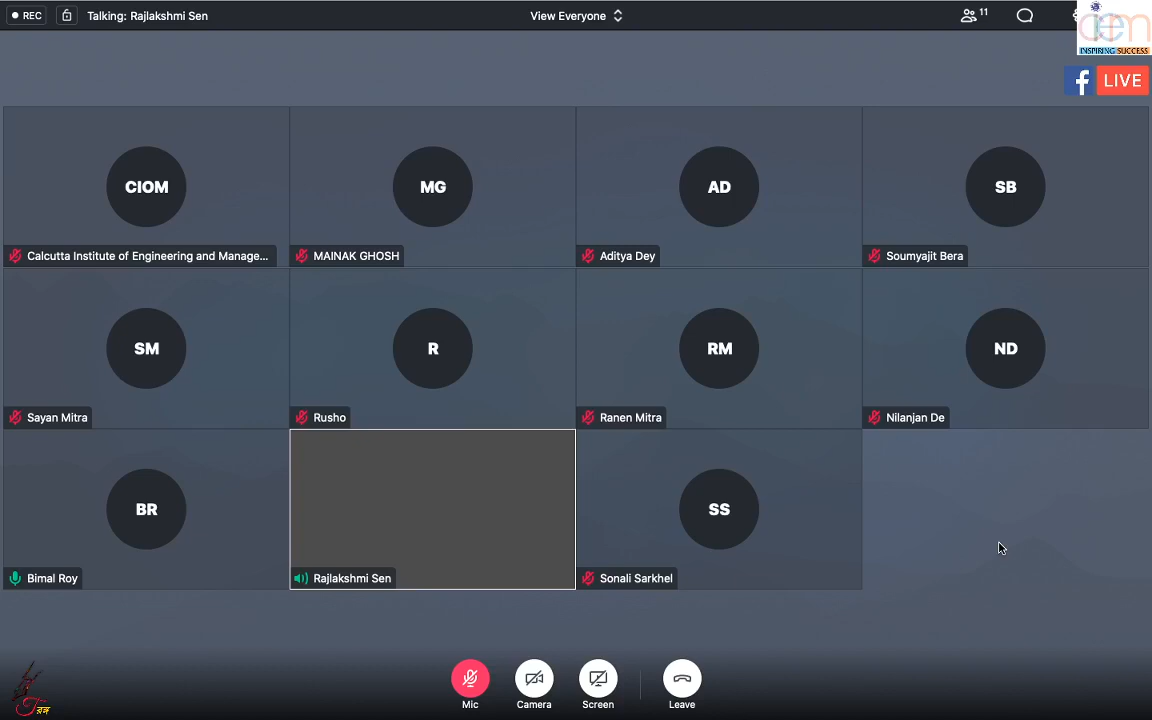 REC
Talking: Rajlakshmi Sen
View Everyone
11
ciem
INSPIRING SUCCESS
f LIVE
CIOM
MG
AD
SB
Calcutta Institute of Engineering and Manage...
MAINAK GHOSH
Aditya Dey
Soumyajit Bera
SM
R
RM
ND
Sayan Mitra
Rusho
Ranen Mitra
Nilanjan De
BR
SS
Bimal Roy
Rajlakshmi Sen
Sonali Sarkhel
Mic
Camera
Screen
Leave